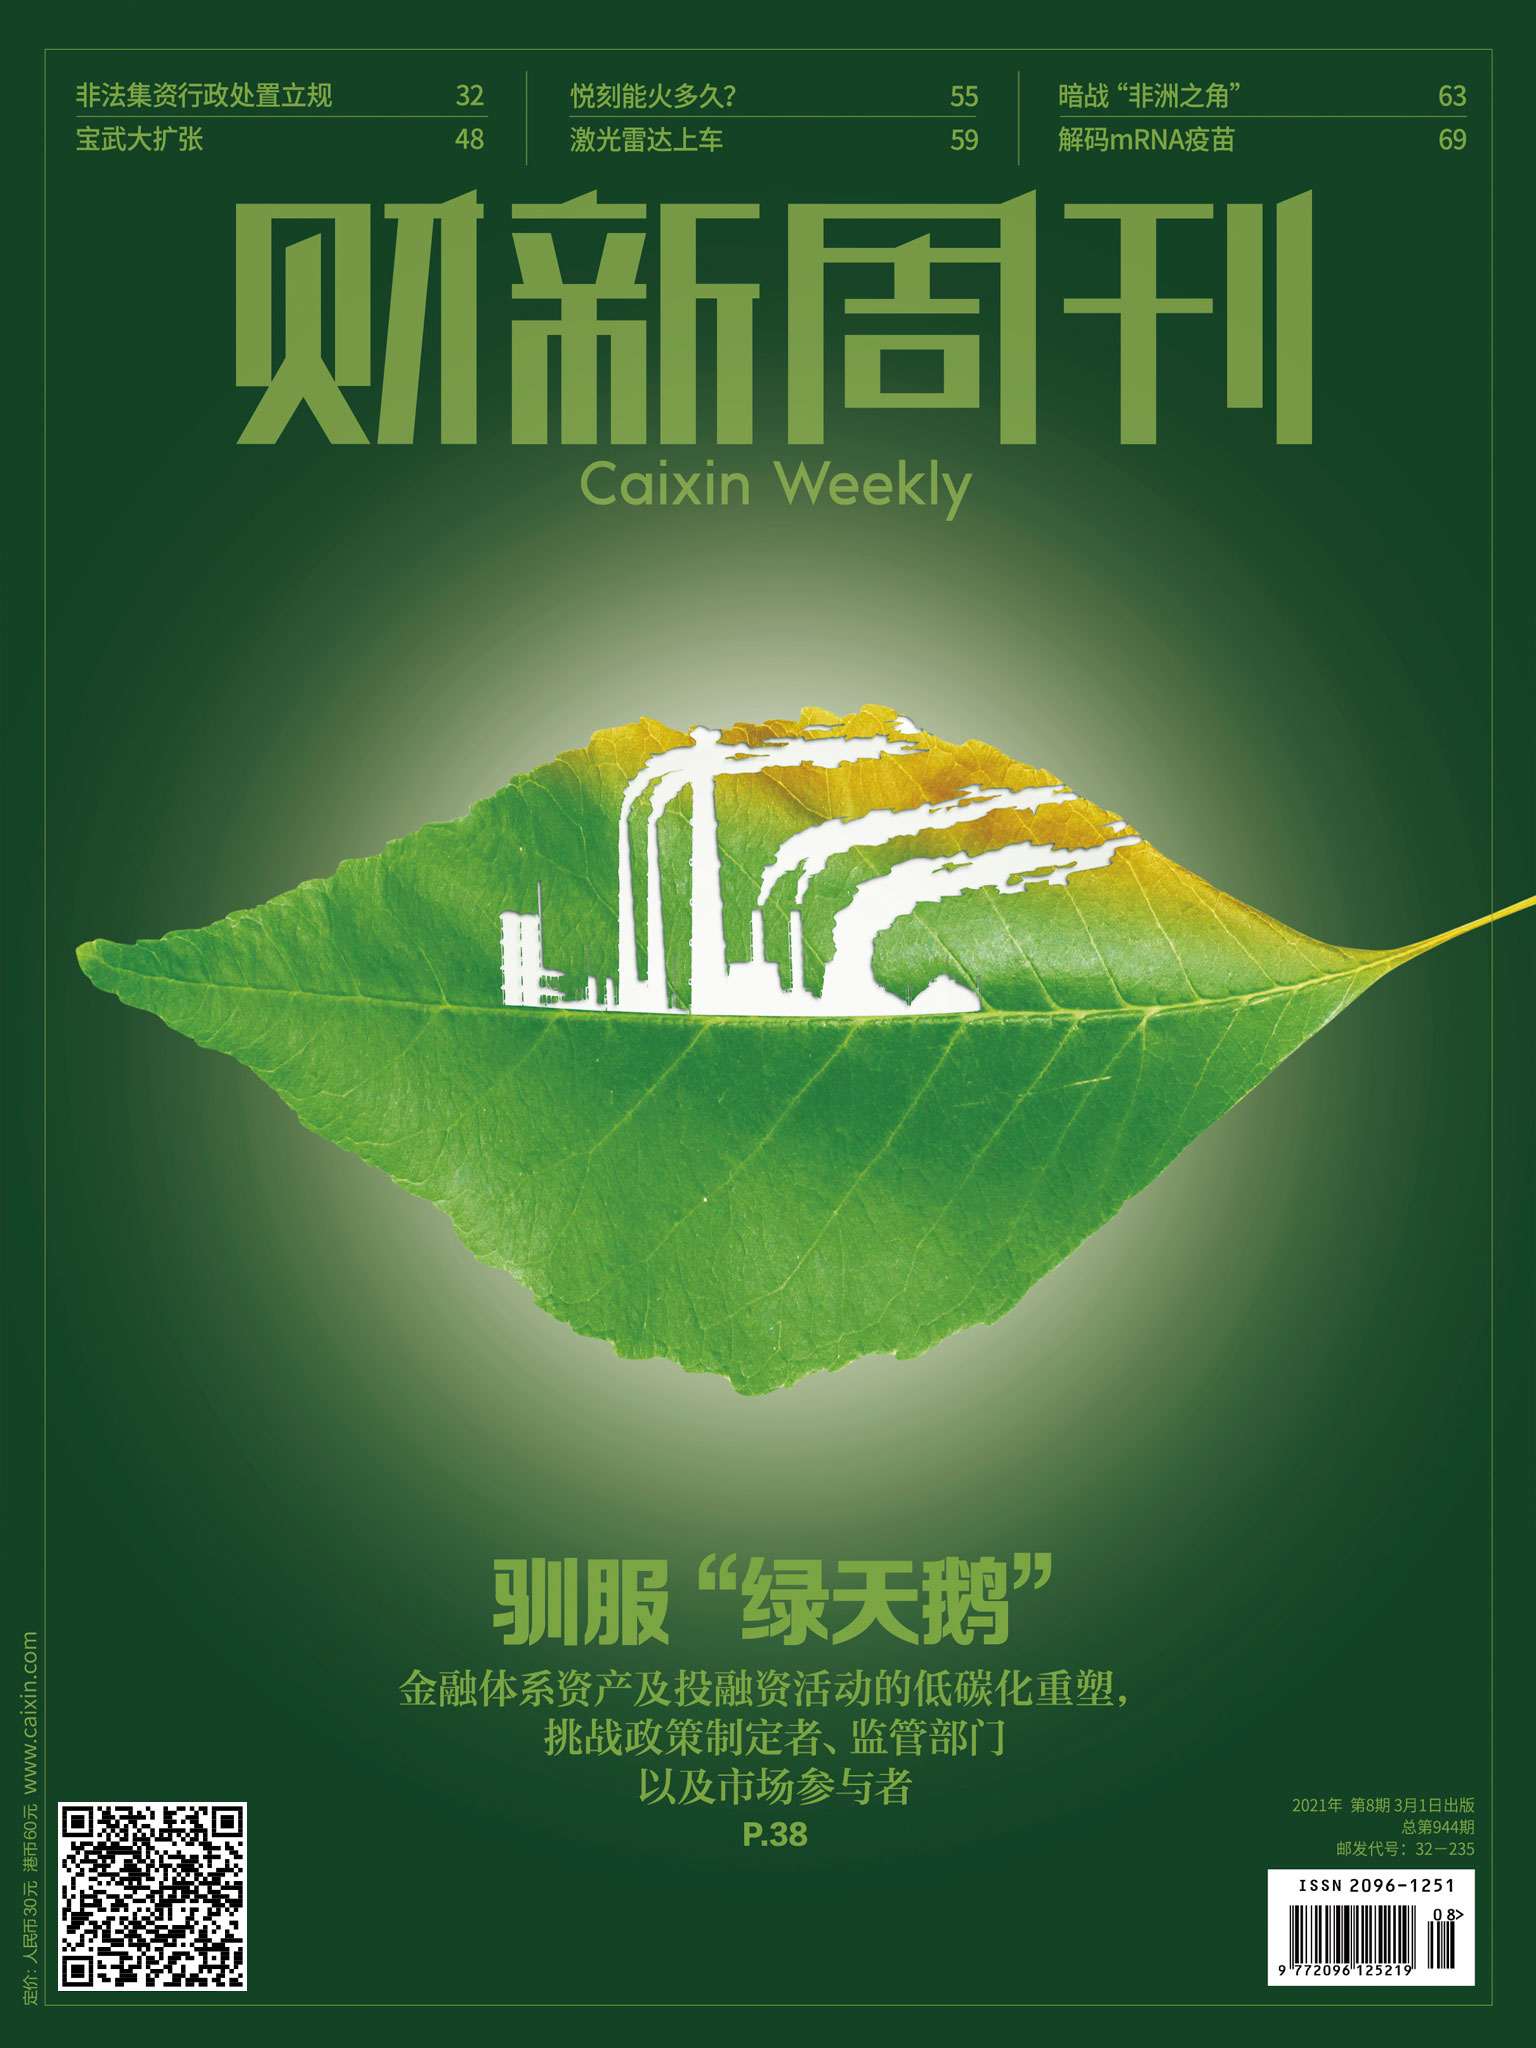 非法集资行政处置立规 32
宝武大扩张 48
悦刻能火多久？ 55
激光雷达上车 59
暗战“非洲之角” 63
解码mRNA疫苗 69
财新周刊
Caixin Weekly
驯服“绿天鹅”
金融体系资产及投融资活动的低碳化重塑，
挑战政策制定者、监管部门
以及市场参与者
P.38
定价：人民币30元 港币60元 www.caixin.com
2021年 第8期 3月1日出版
总第944期
邮发代号：32－235
ISSN 2096-1251
08>
9 772096 125219